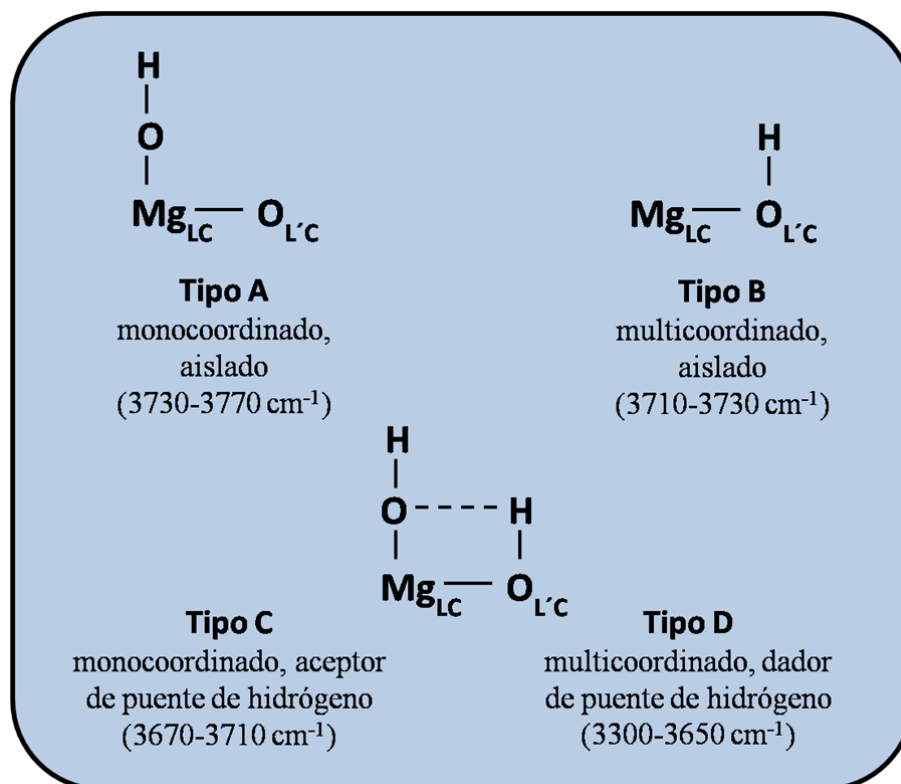 H
O
Mg LC — O L´C
Tipo A
monocoordinado,
aislado
(3730-3770 cm-1)
H
Mg LC — O L´C
Tipo B
multicoordinado,
aislado
(3710-3730 cm-1)
H
O ---- H
Mg LC — O L´C
Tipo C
monocoordinado, aceptor
de puente de hidrógeno
(3670-3710 cm-1)
Tipo D
multicoordinado, dador
de puente de hidrógeno
(3300-3650 cm-1)